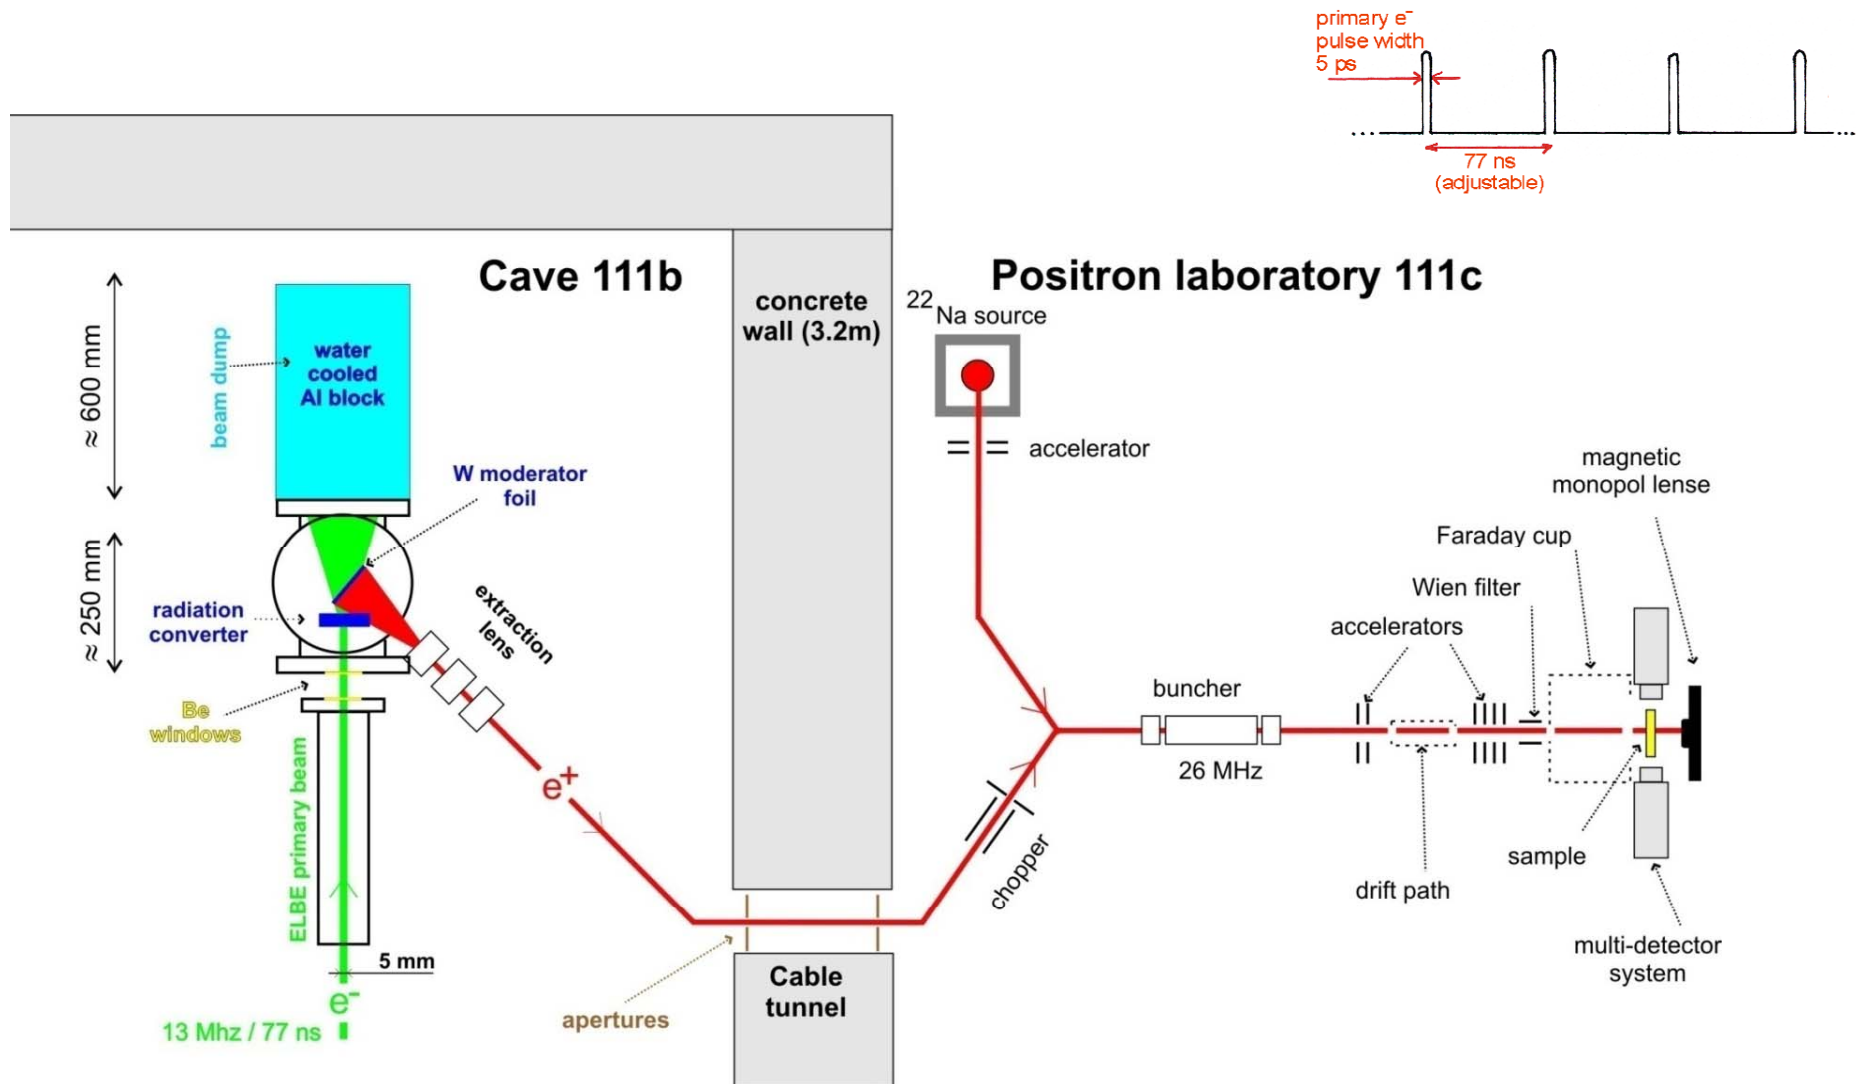 primary e⁻
pulse width
5 ps
77 ns
(adjustable)
Cave 111b
Positron laboratory 111c
concrete
wall (3.2m)
²²Na source
≈ 600 mm
beam dump
water
cooled
Al block
accelerator
W moderator
foil
magnetic
monopol lense
Faraday cup
≈ 250 mm
radiation
converter
extraction
lens
Wien filter
accelerators
Be
windows
buncher
26 MHz
e⁺
ELBE primary beam
chopper
sample
drift path
5 mm
apertures
Cable
tunnel
multi-detector
system
e⁻
13 Mhz / 77 ns